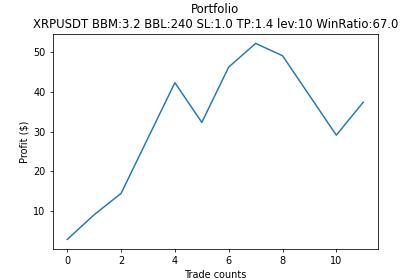 Portfolio
XRPUSDT BBM:3.2 BBL:240 SL:1.0 TP:1.4 lev:10 WinRatio:67.0
50
40
30
20
10
Profit ($)
0 2 4 6 8 10
Trade counts